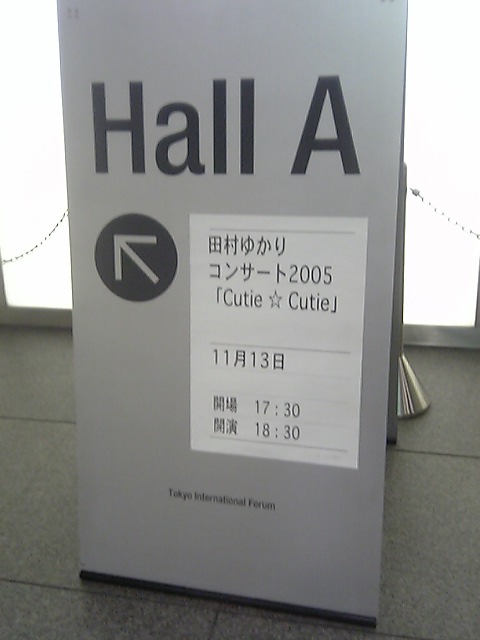 Hall A
田村ゆかり
コンサート2005
「Cutie ☆ Cutie」
11月13日
開場 17:30
開演 18:30
Tokyo International Forum